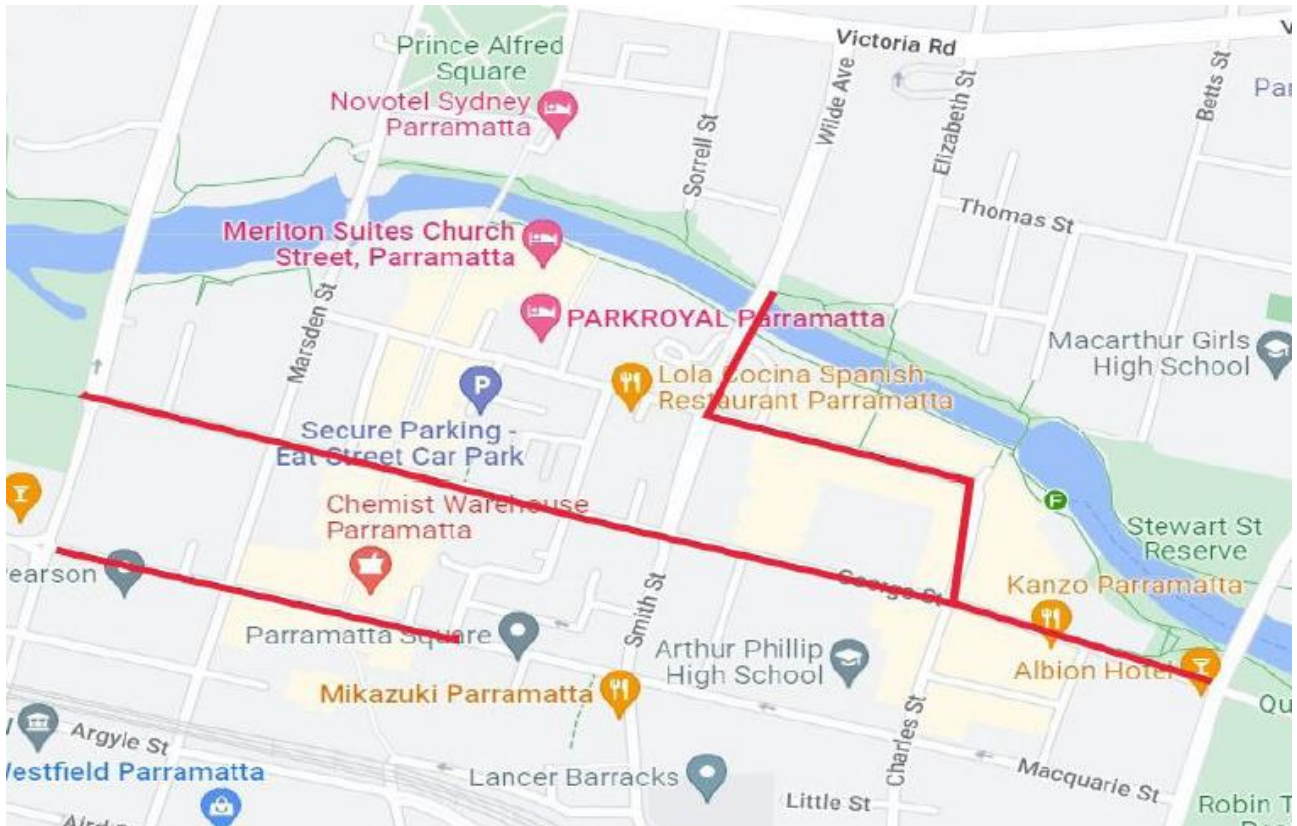 Prince Alfred
Square
Victoria Rd
Novotel Sydney
Parramatta
Wilde Ave
Elizabeth St
Betts St
Par
Sorrell St
Thomas St
Meriton Suites Church
Street, Parramatta
Marsden St
PARKROYAL Parramatta
Macarthur Girls
High School
Lola Cocina Spanish
Restaurant Parramatta
P
Secure Parking -
Eat Street Car Park
Chemist Warehouse
Parramatta
F
Stewart St
Reserve
earson
George St
Kanzo Parramatta
Parramatta Square
Smith St
Arthur Phillip
High School
Albion Hotel
Mikazuki Parramatta
Qu
Argyle St
Charles St
Macquarie St
Westfield Parramatta
Lancer Barracks
Little St
Robin T